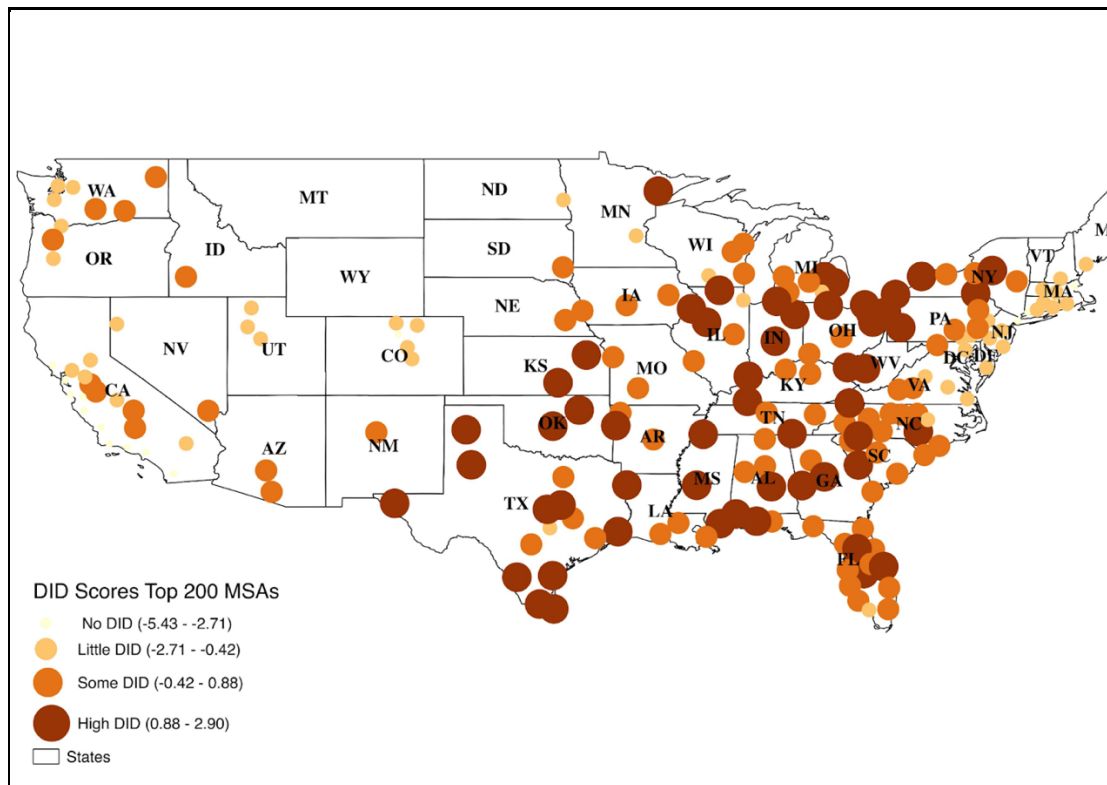 WA
MT
ND
MN
VT
M
OR
ID
SD
WI
MI
NY
MA
WY
NE
IA
PA
NJ
NV
UT
CO
IL
IN
OH
DC
DE
CA
KS
MO
KY
WV
VA
AZ
NM
OK
AR
TN
NC
SC
TX
LA
MS
AL
GA
FL
DID Scores Top 200 MSAs
No DID (-5.43 - -2.71)
Little DID (-2.71 - -0.42)
Some DID (-0.42 - 0.88)
High DID (0.88 - 2.90)
States